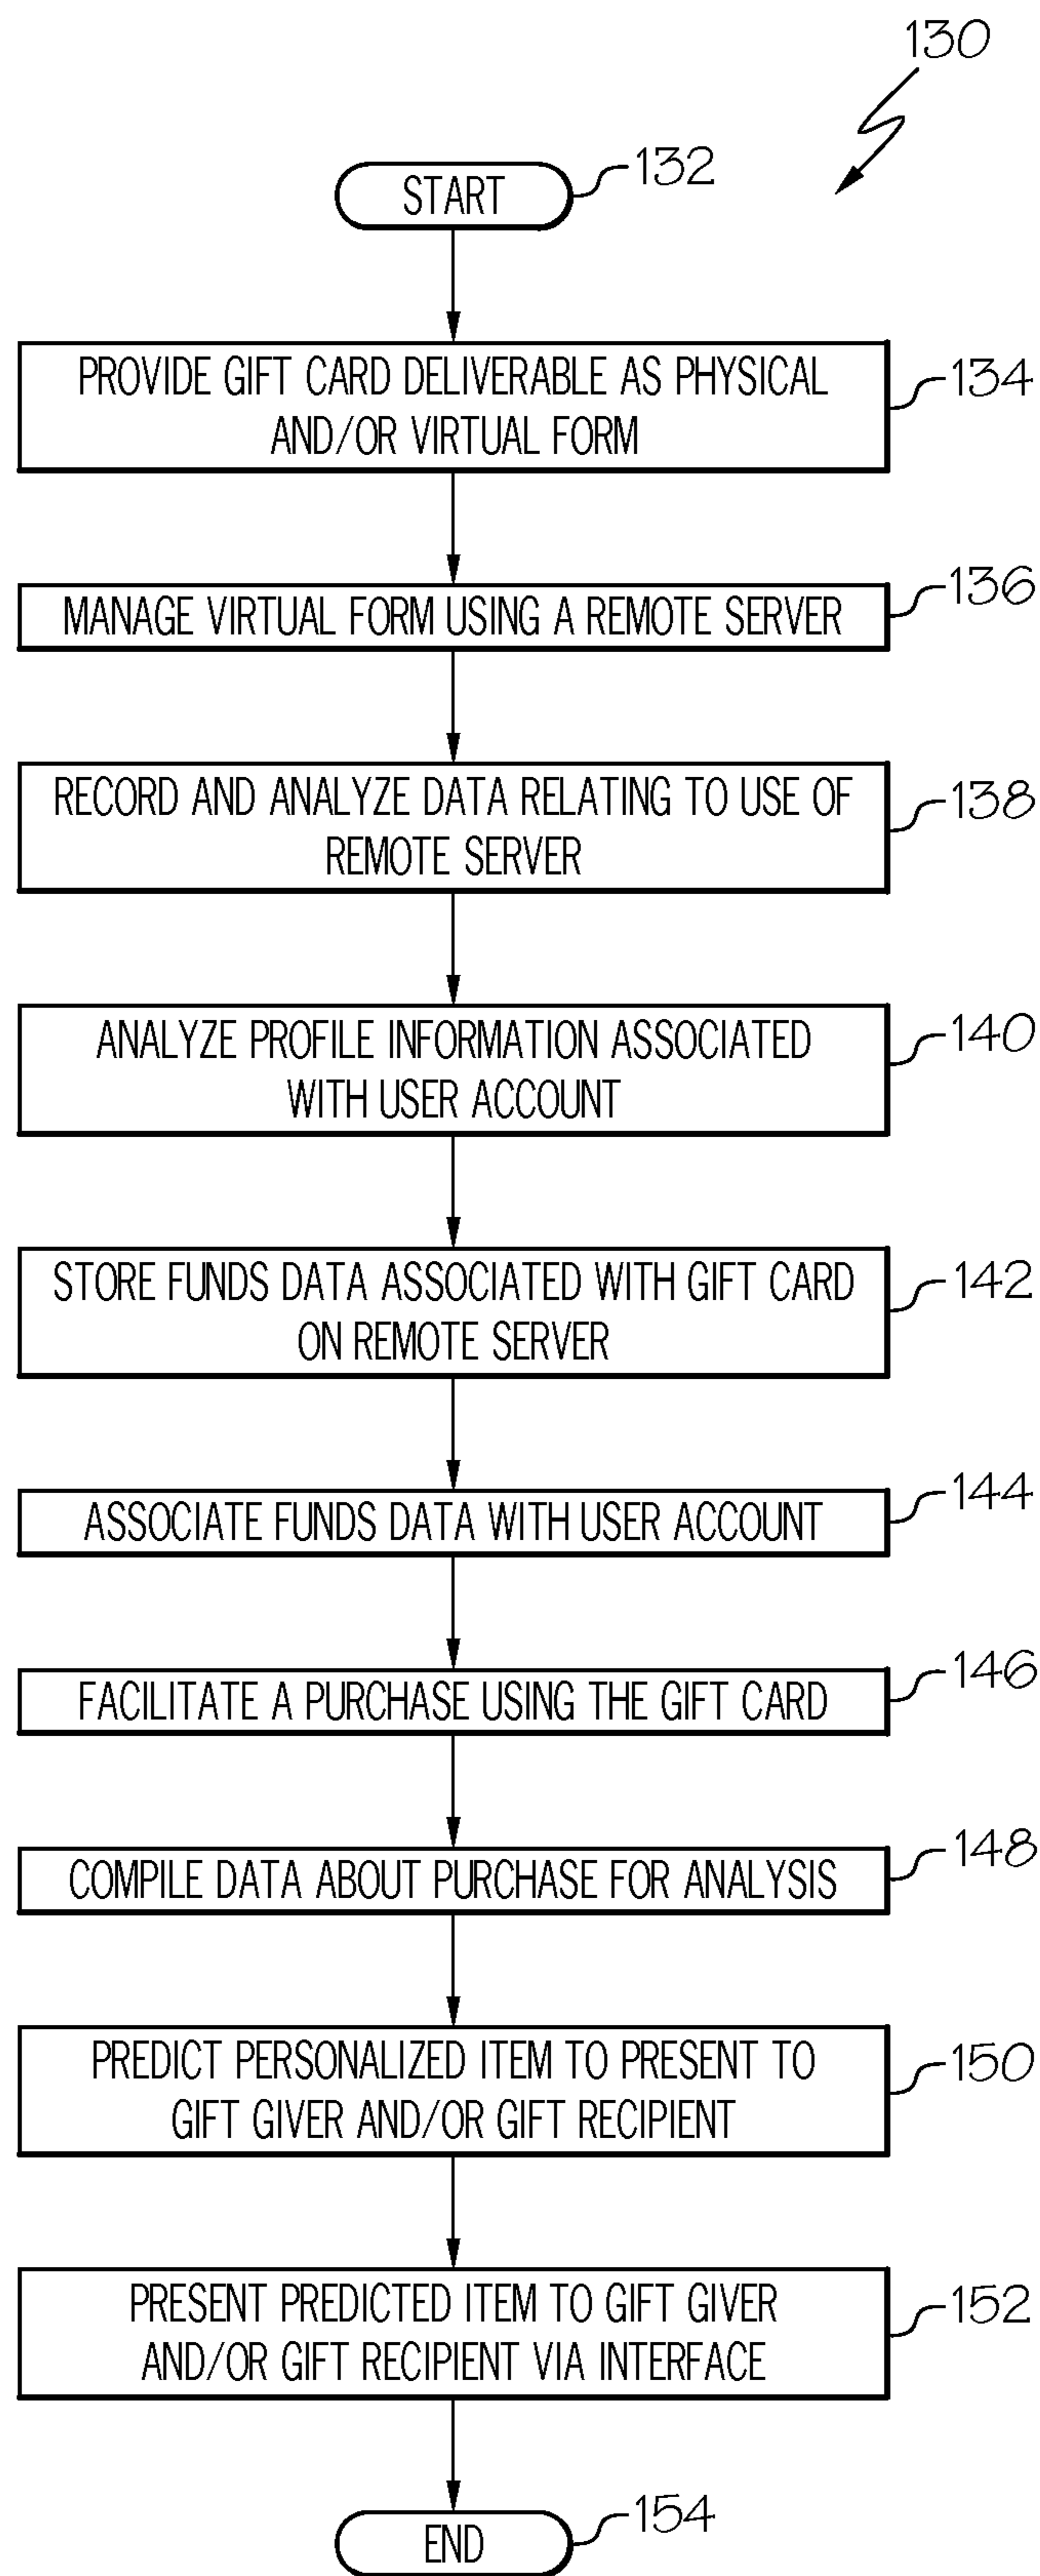 130
START
132
PROVIDE GIFT CARD DELIVERABLE AS PHYSICAL
AND/OR VIRTUAL FORM
134
MANAGE VIRTUAL FORM USING A REMOTE SERVER
136
RECORD AND ANALYZE DATA RELATING TO USE OF
REMOTE SERVER
138
ANALYZE PROFILE INFORMATION ASSOCIATED
WITH USER ACCOUNT
140
STORE FUNDS DATA ASSOCIATED WITH GIFT CARD
ON REMOTE SERVER
142
ASSOCIATE FUNDS DATA WITH USER ACCOUNT
144
FACILITATE A PURCHASE USING THE GIFT CARD
146
COMPILE DATA ABOUT PURCHASE FOR ANALYSIS
148
PREDICT PERSONALIZED ITEM TO PRESENT TO
GIFT GIVER AND/OR GIFT RECIPIENT
150
PRESENT PREDICTED ITEM TO GIFT GIVER
AND/OR GIFT RECIPIENT VIA INTERFACE
152
END
154